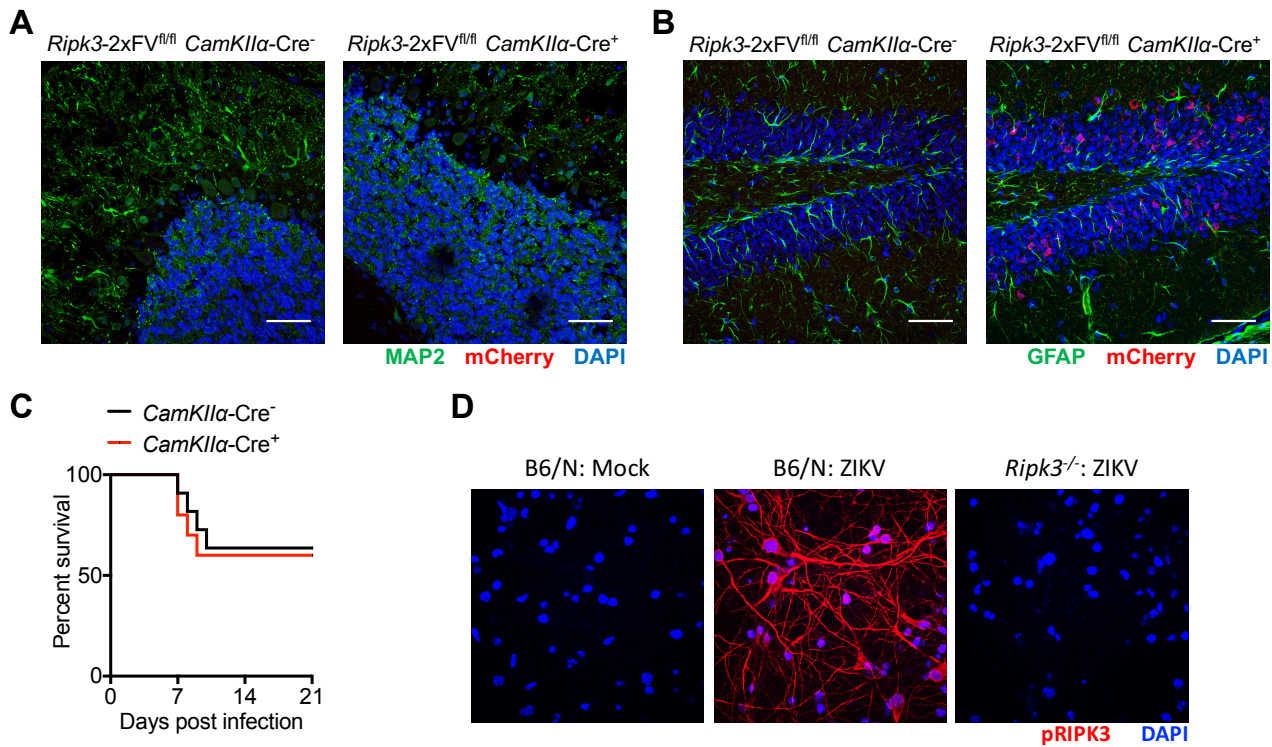 A
Ripk3-2xFVfl/fl CamKIIα-Cre-
Ripk3-2xFVfl/fl CamKIIα-Cre+
MAP2 mCherry DAPI
B
Ripk3-2xFVfl/fl CamKIIα-Cre-
Ripk3-2xFVfl/fl CamKIIα-Cre+
GFAP mCherry DAPI
C
CamKIIα-Cre-
CamKIIα-Cre+
Percent survival
100
50
0
0 7 14 21
Days post infection
D
B6/N: Mock
B6/N: ZIKV
Ripk3-/-: ZIKV
pRIPK3 DAPI